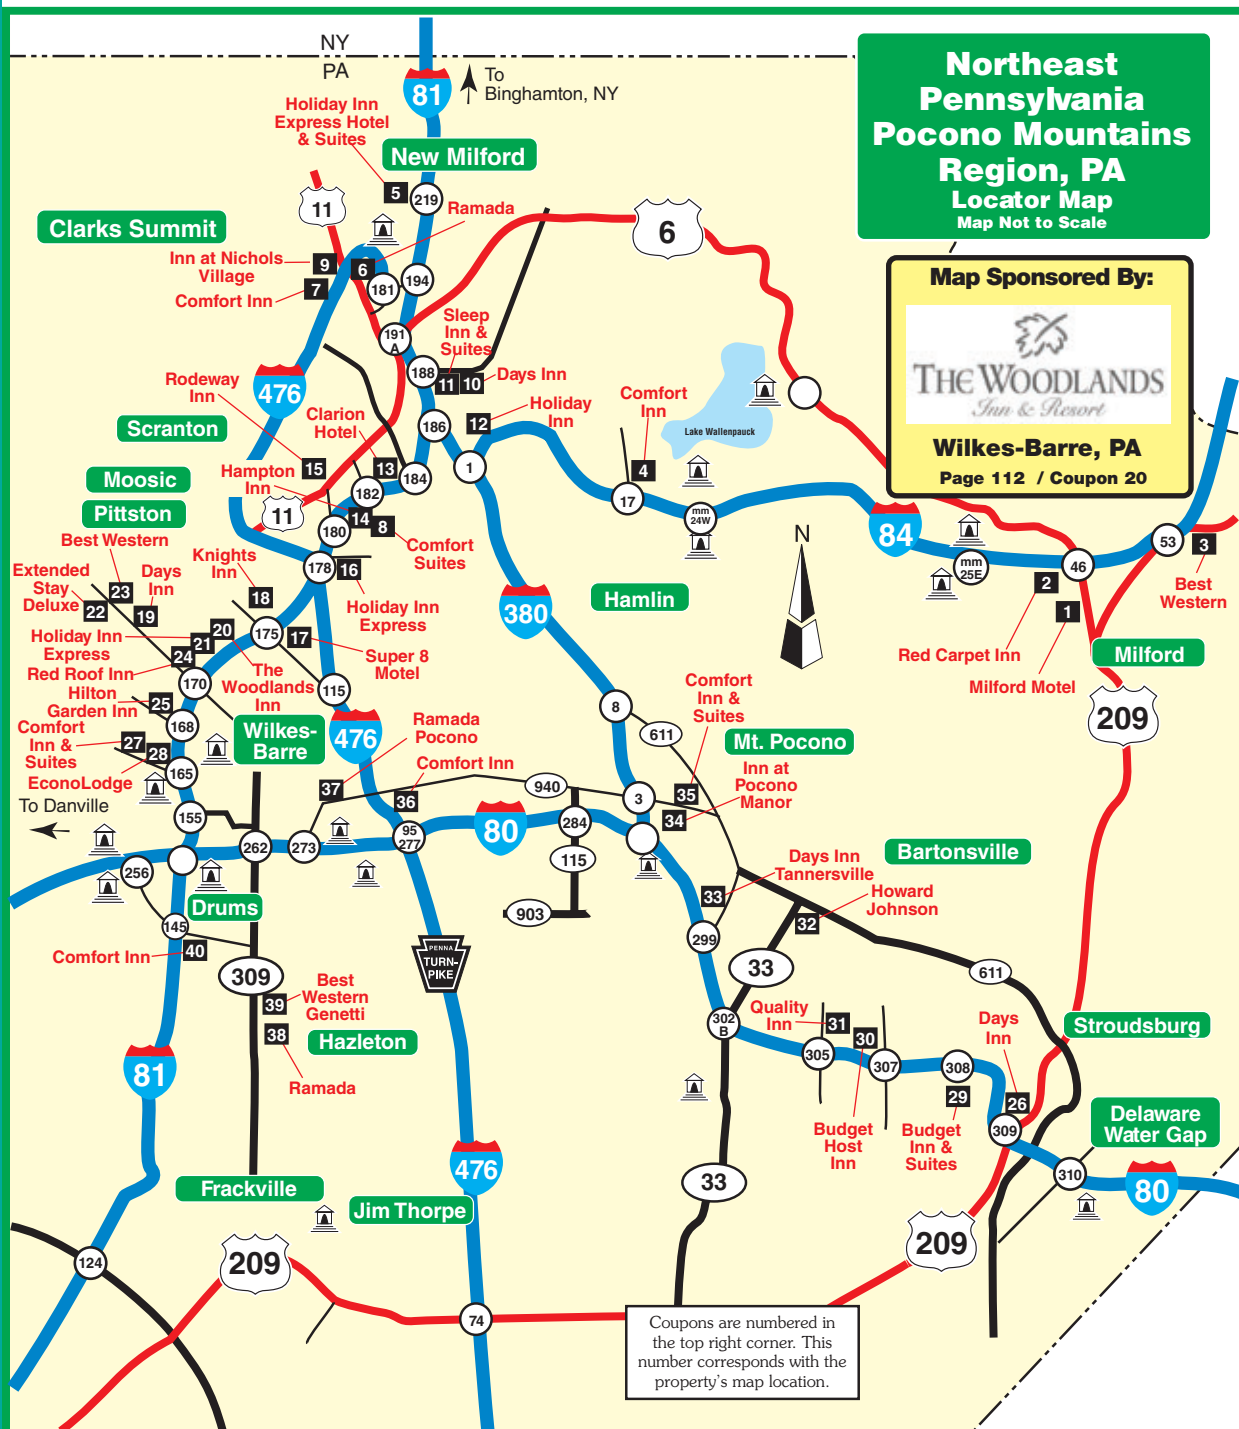 NY
PA
81
To
Binghamton, NY
Northeast
Pennsylvania
Pocono Mountains
Region, PA
Locator Map
Map Not to Scale
Holiday Inn
Express Hotel
& Suites
New Milford
5
219
11
Ramada
6
Clarks Summit
Inn at Nichols
Village
9
6
Comfort Inn
7
181
194
Map Sponsored By:
THE WOODLANDS
Inn & Resort
Wilkes-Barre, PA
Page 112 / Coupon 20
Sleep
Inn &
Suites
191
A
188
11
10
Days Inn
476
Rodeway
Inn
Clarion
Hotel
186
12
Holiday
Inn
Comfort
Inn
Lake Wallenpauck
Scranton
15
13
184
1
4
17
mm
24W
Moosic
Pittston
Hampton
Inn
182
11
14
8
180
84
mm
25E
46
53
3
Best
Western
Best Western
Extended
Stay
Deluxe
23
22
Days
Inn
19
Knights
Inn
18
178
16
Comfort
Suites
Holiday Inn
Express
380
Hamlin
N
2
1
Red Carpet Inn
Milford Motel
Milford
209
Holiday Inn
Express
20
21
175
17
Super 8
Motel
Red Roof Inn
24
The
Woodlands
Inn
170
115
Hilton
Garden Inn
25
168
Wilkes-
Barre
476
Comfort
Inn &
Suites
27
28
EconoLodge
165
To Danville
Ramada
Pocono
Comfort Inn
37
36
8
611
Comfort
Inn &
Suites
Mt. Pocono
Inn at
Pocono
Manor
35
34
940
3
155
262
273
95
277
80
284
115
903
256
Drums
145
Comfort Inn
40
309
Best
Western
Genetti
39
38
Hazleton
Ramada
PENNA
TURN-
PIKE
Days Inn
Tannersville
Bartonsville
Howard
Johnson
33
32
299
33
611
302
B
Quality
Inn
31
30
305
307
308
Days
Inn
Stroudsburg
29
26
309
Budget
Host
Inn
Budget
Inn &
Suites
Delaware
Water Gap
310
80
81
476
Frackville
Jim Thorpe
33
209
209
124
74
Coupons are numbered in
the top right corner. This
number corresponds with the
property's map location.